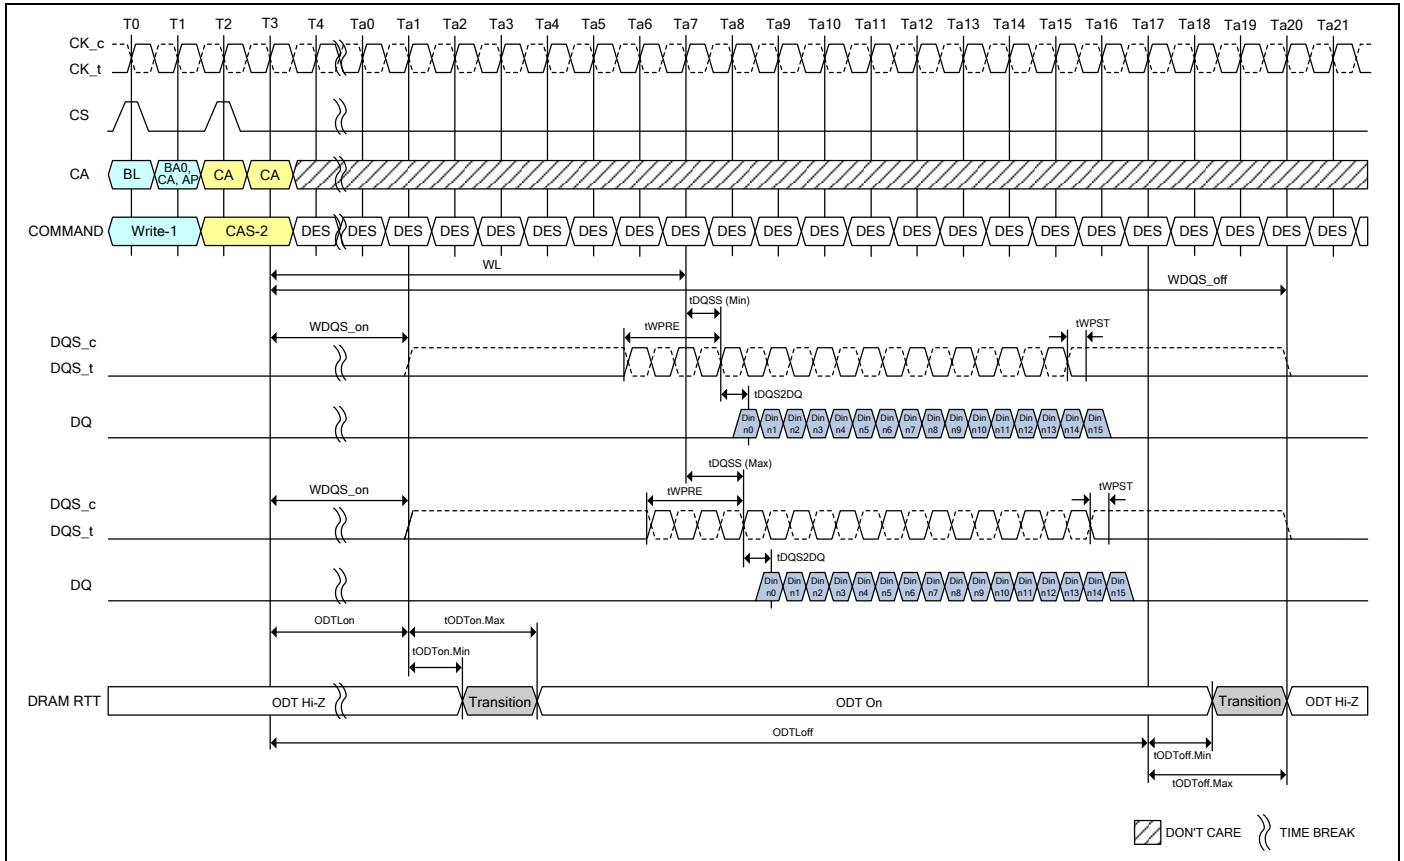 T0 T1 T2 T3 T4 Ta0 Ta1 Ta2 Ta3 Ta4 Ta5 Ta6 Ta7 Ta8 Ta9 Ta10 Ta11 Ta12 Ta13 Ta14 Ta15 Ta16 Ta17 Ta18 Ta19 Ta20 Ta21
CK_c
CK_t
CS
CA BL BA0, CA, AP CA CA
COMMAND Write-1 CAS-2 DES DES DES DES DES DES DES DES DES DES DES DES DES DES DES DES DES DES DES DES DES DES DES
WL
WDQS_off
tDQSS (Min)
WDQS_on tWPRE tWPST
DQS_c
DQS_t
tDQS2DQ
DQ Din n0 Din n1 Din n2 Din n3 Din n4 Din n5 Din n6 Din n7 Din n8 Din n9 Din n10 Din n11 Din n12 Din n13 Din n14 Din n15
tDQSS (Max)
WDQS_on tWPRE tWPST
DQS_c
DQS_t
tDQS2DQ
DQ Din n0 Din n1 Din n2 Din n3 Din n4 Din n5 Din n6 Din n7 Din n8 Din n9 Din n10 Din n11 Din n12 Din n13 Din n14 Din n15
ODTLon tODTon.Max
tODTon.Min
DRAM RTT ODT Hi-Z Transition ODT On Transition ODT Hi-Z
ODTLoff
tODToff.Min
tODToff.Max
DON'T CARE TIME BREAK